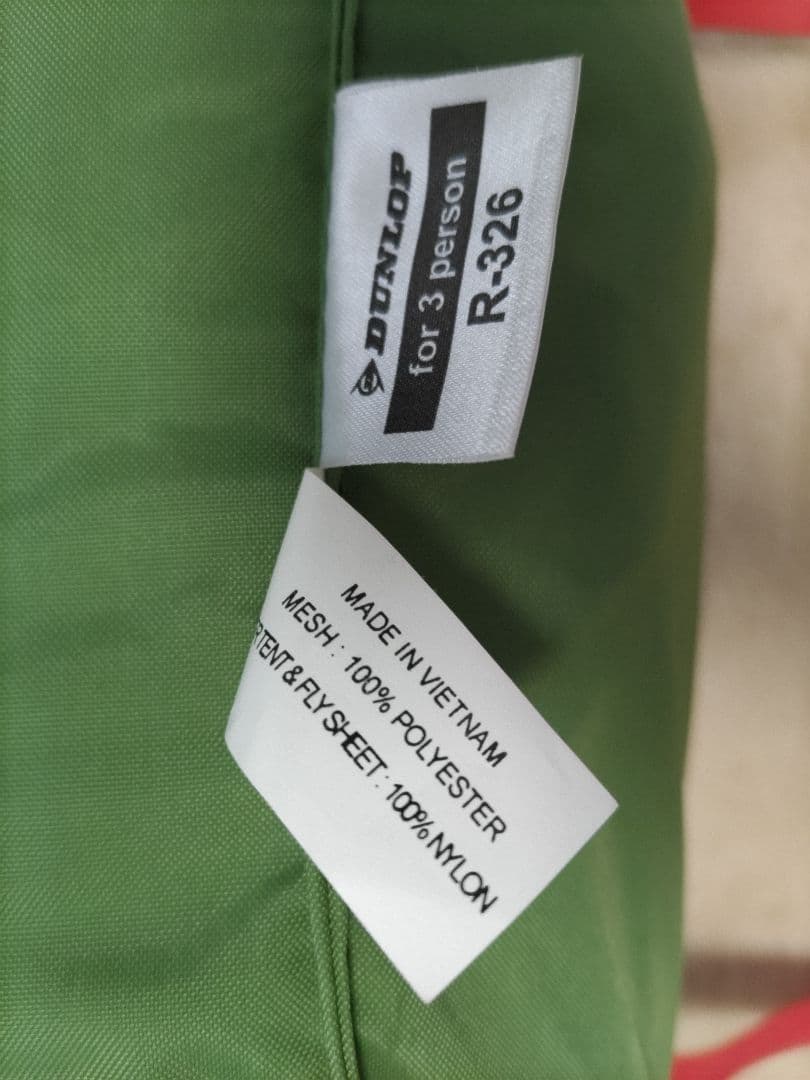 DUNLOP
for 3 person
R-326
TENT & FLY SHEET : 100% NYLON
MESH : 100% POLYESTER
MADE IN VIETNAM